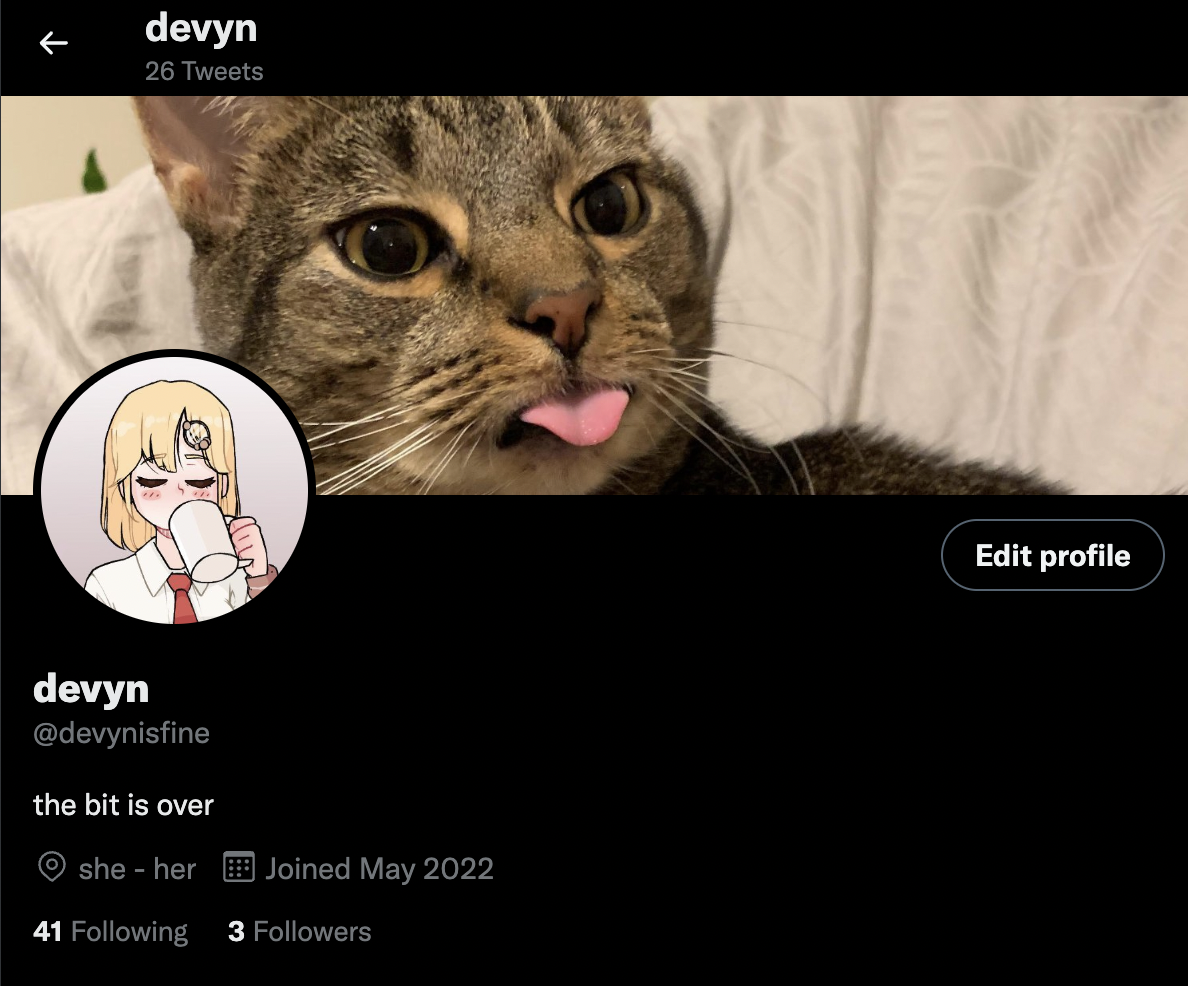 devyn
26 Tweets
Edit profile
devyn
@devynisfine
the bit is over
she - her Joined May 2022
41 Following 3 Followers